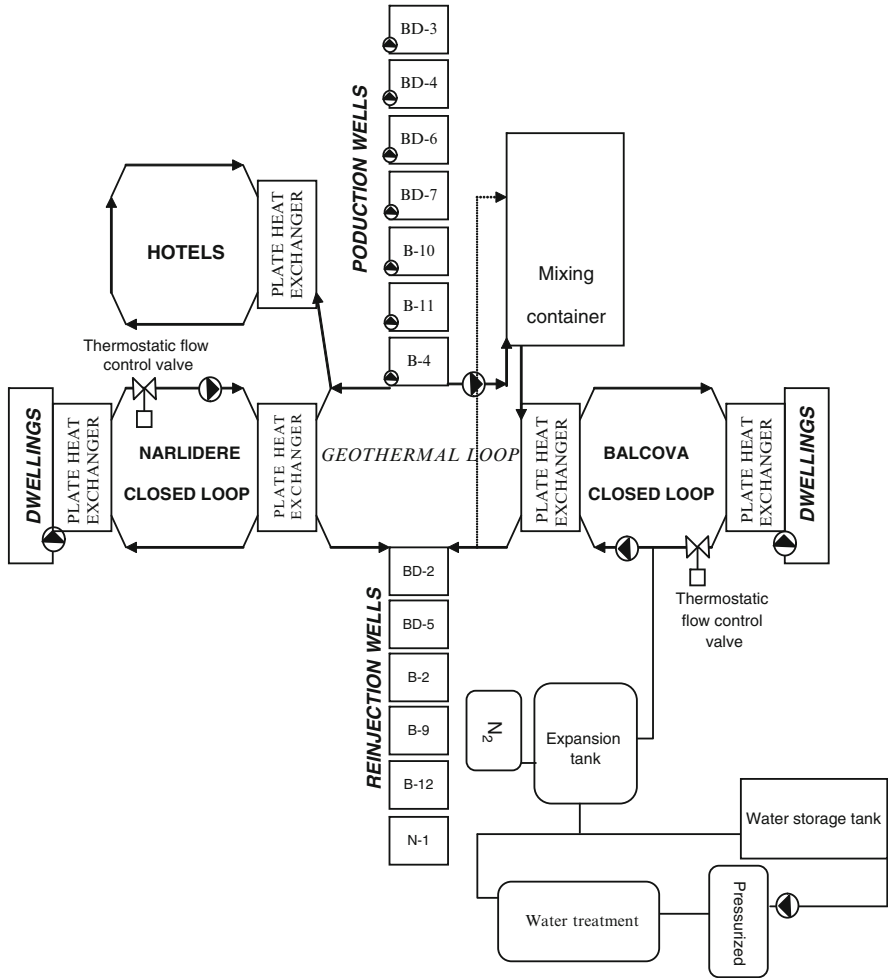 BD-3
BD-4
BD-6
BD-7
B-10
B-11
B-4
PODUCTION WELLS
HOTELS
PLATE HEAT
EXCHANGER
Mixing
container
Thermostatic flow
control valve
DWELLINGS
PLATE HEAT
EXCHANGER
NARLIDERE
CLOSED LOOP
PLATE HEAT
EXCHANGER
GEOTHERMAL LOOP
PLATE HEAT
EXCHANGER
BALCOVA
CLOSED LOOP
PLATE HEAT
EXCHANGER
DWELLINGS
Thermostatic
flow control
valve
REINJECTION WELLS
BD-2
BD-5
B-2
B-9
B-12
N-1
N2
Expansion
tank
Water storage tank
Water treatment
Pressurized